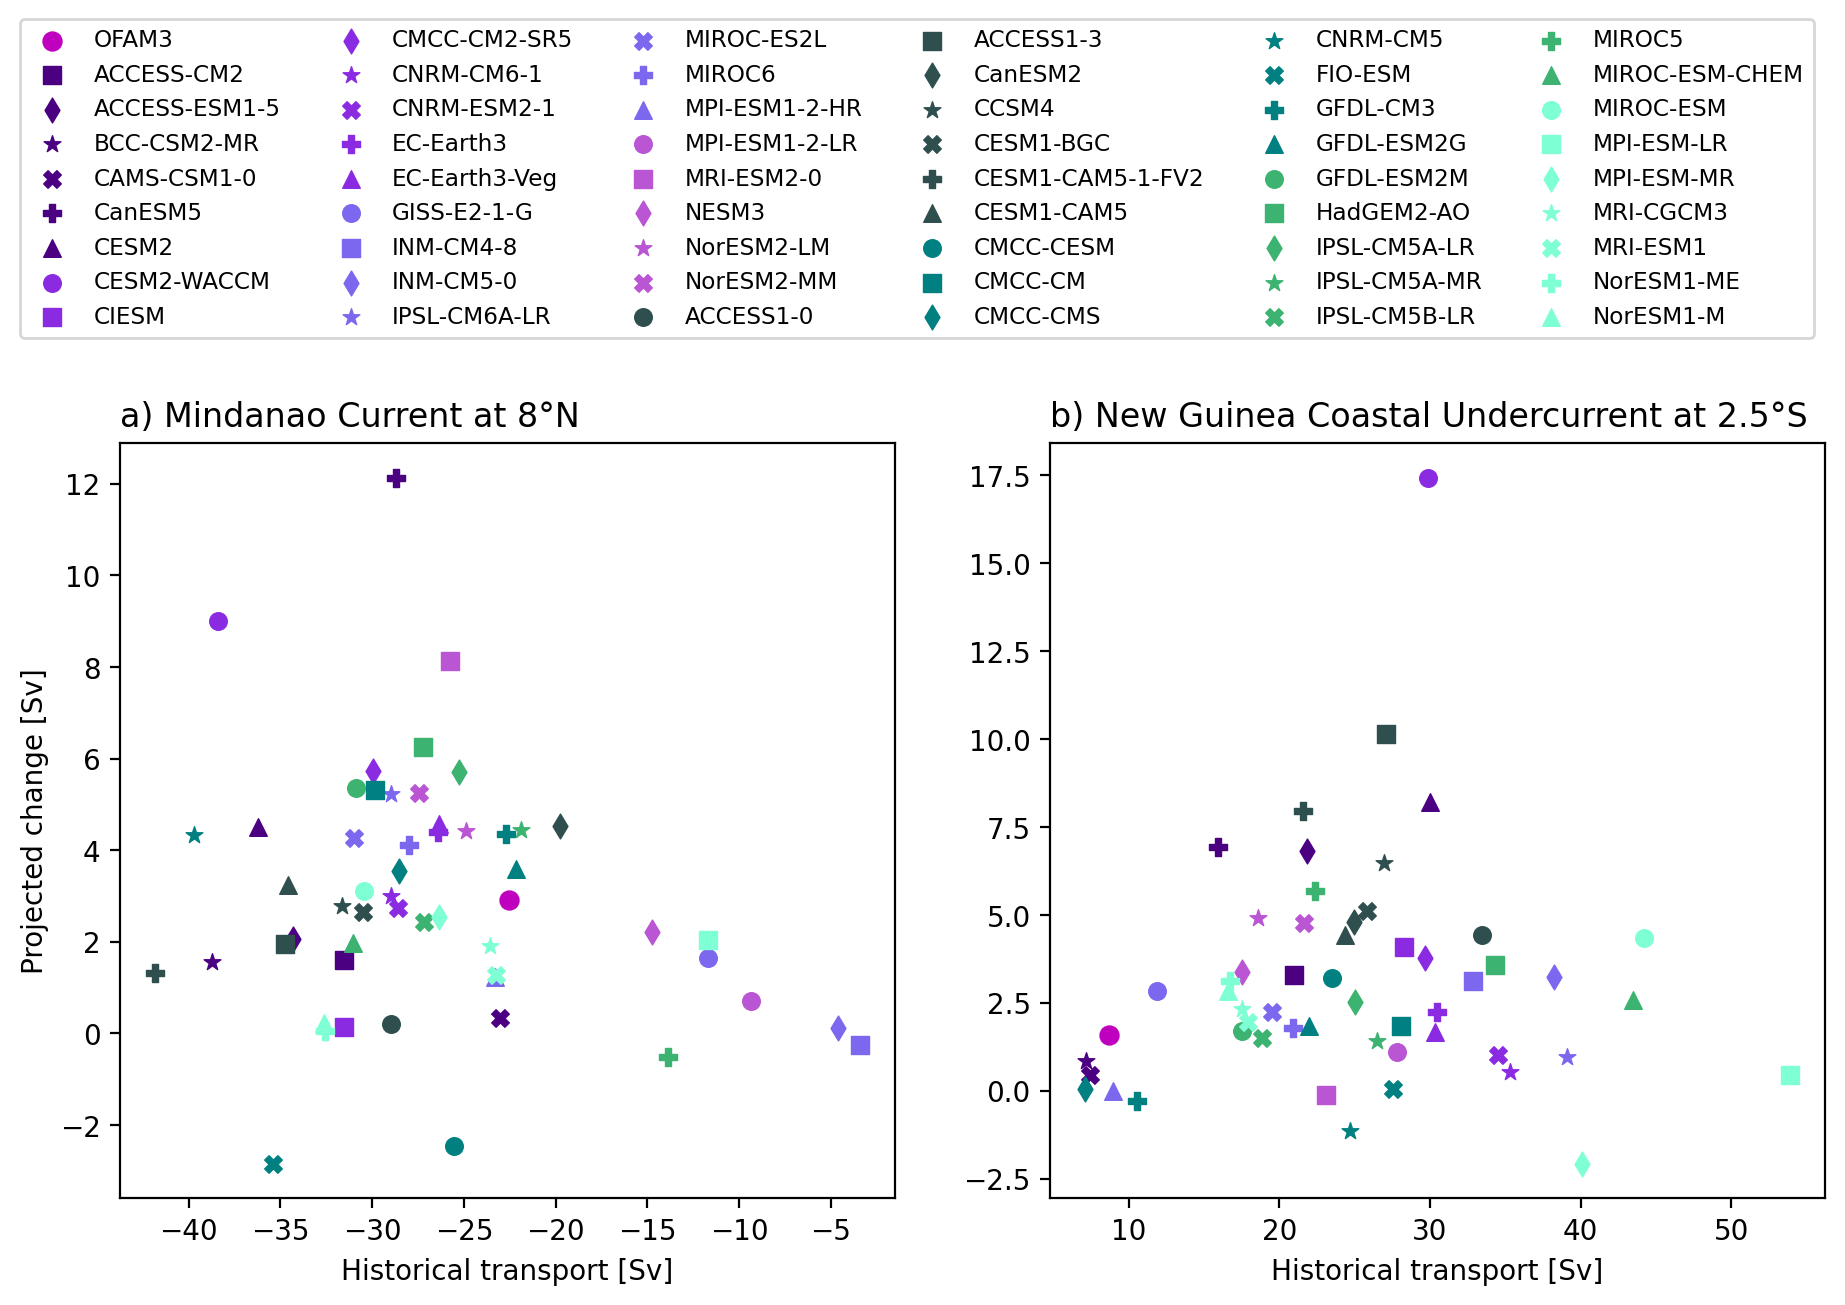 OFAM3
ACCESS-CM2
ACCESS-ESM1-5
BCC-CSM2-MR
CAMS-CSM1-0
CanESM5
CESM2
CESM2-WACCM
CIESM
CMCC-CM2-SR5
CNRM-CM6-1
CNRM-ESM2-1
EC-Earth3
EC-Earth3-Veg
GISS-E2-1-G
INM-CM4-8
INM-CM5-0
IPSL-CM6A-LR
MIROC-ES2L
MIROC6
MPI-ESM1-2-HR
MPI-ESM1-2-LR
MRI-ESM2-0
NESM3
NorESM2-LM
NorESM2-MM
ACCESS1-0
ACCESS1-3
CanESM2
CCSM4
CESM1-BGC
CESM1-CAM5-1-FV2
CESM1-CAM5
CMCC-CESM
CMCC-CM
CMCC-CMS
CNRM-CM5
FIO-ESM
GFDL-CM3
GFDL-ESM2G
GFDL-ESM2M
HadGEM2-AO
IPSL-CM5A-LR
IPSL-CM5A-MR
IPSL-CM5B-LR
MIROC5
MIROC-ESM-CHEM
MIROC-ESM
MPI-ESM-LR
MPI-ESM-MR
MRI-CGCM3
MRI-ESM1
NorESM1-ME
NorESM1-M
a) Mindanao Current at 8°N
Projected change [Sv]
12
10
8
6
4
2
0
−2
−40 −35 −30 −25 −20 −15 −10 −5
Historical transport [Sv]
b) New Guinea Coastal Undercurrent at 2.5°S
17.5
15.0
12.5
10.0
7.5
5.0
2.5
0.0
−2.5
10 20 30 40 50
Historical transport [Sv]